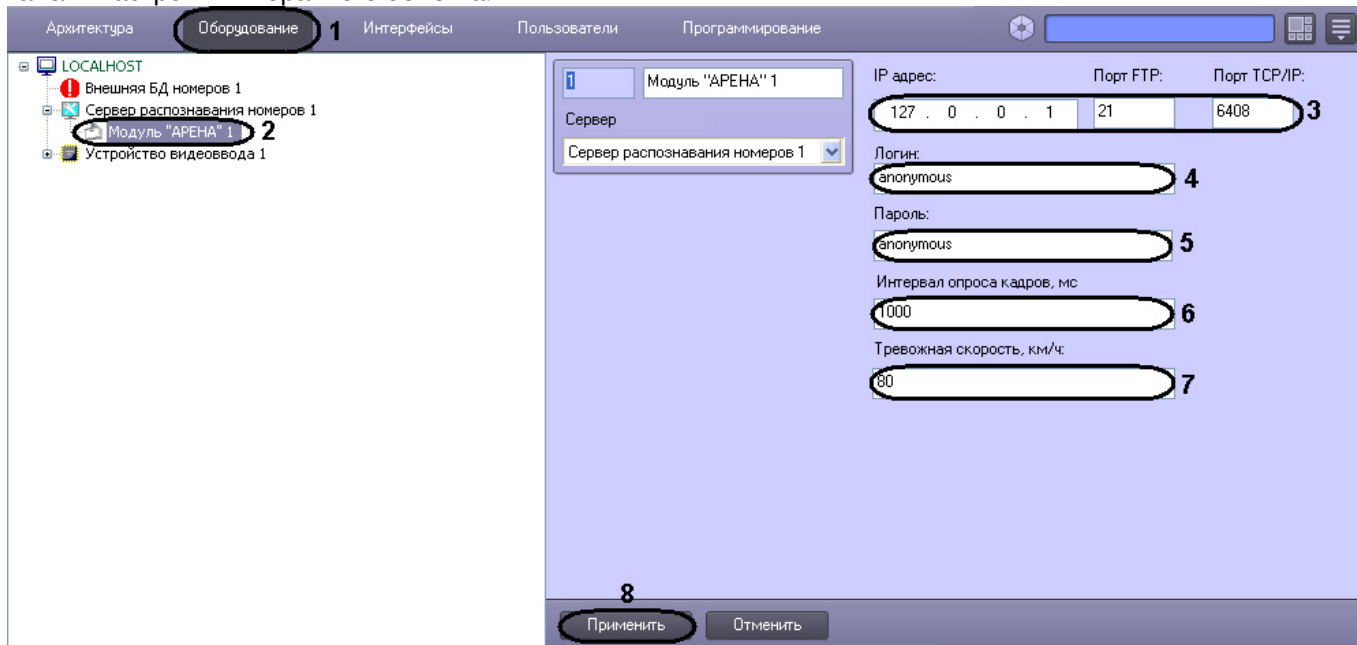 Архитектура Оборудование 1 Интерфейсы Пользователи Программирование
LOCALHOST
Внешняя БД номеров 1
Сервер распознавания номеров 1
Модуль "АРЕНА" 1 2
Устройство видеоввода 1
1 Модуль "АРЕНА" 1
Сервер
Сервер распознавания номеров 1
IP адрес: Порт FTP: Порт TCP/IP:
127 . 0 . 0 . 1 21 6408 3
Логин:
anonymous 4
Пароль:
anonymous 5
Интервал опроса кадров, мс
1000 6
Тревожная скорость, км/ч:
80 7
8
Применить Отменить